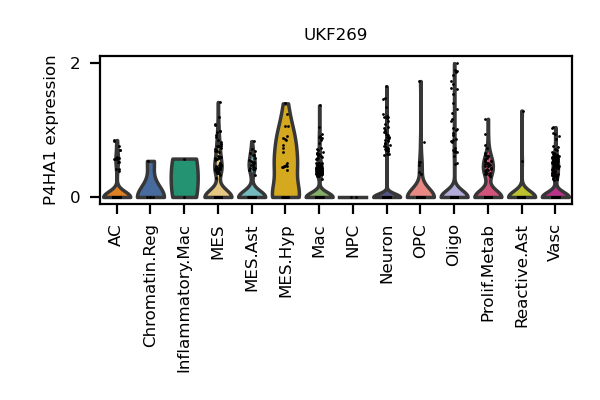 UKF269
P4HA1 expression
2
0
AC
Chromatin.Reg
Inflammatory.Mac
MES
MES.Ast
MES.Hyp
Mac
NPC
Neuron
OPC
Oligo
Prolif.Metab
Reactive.Ast
Vasc